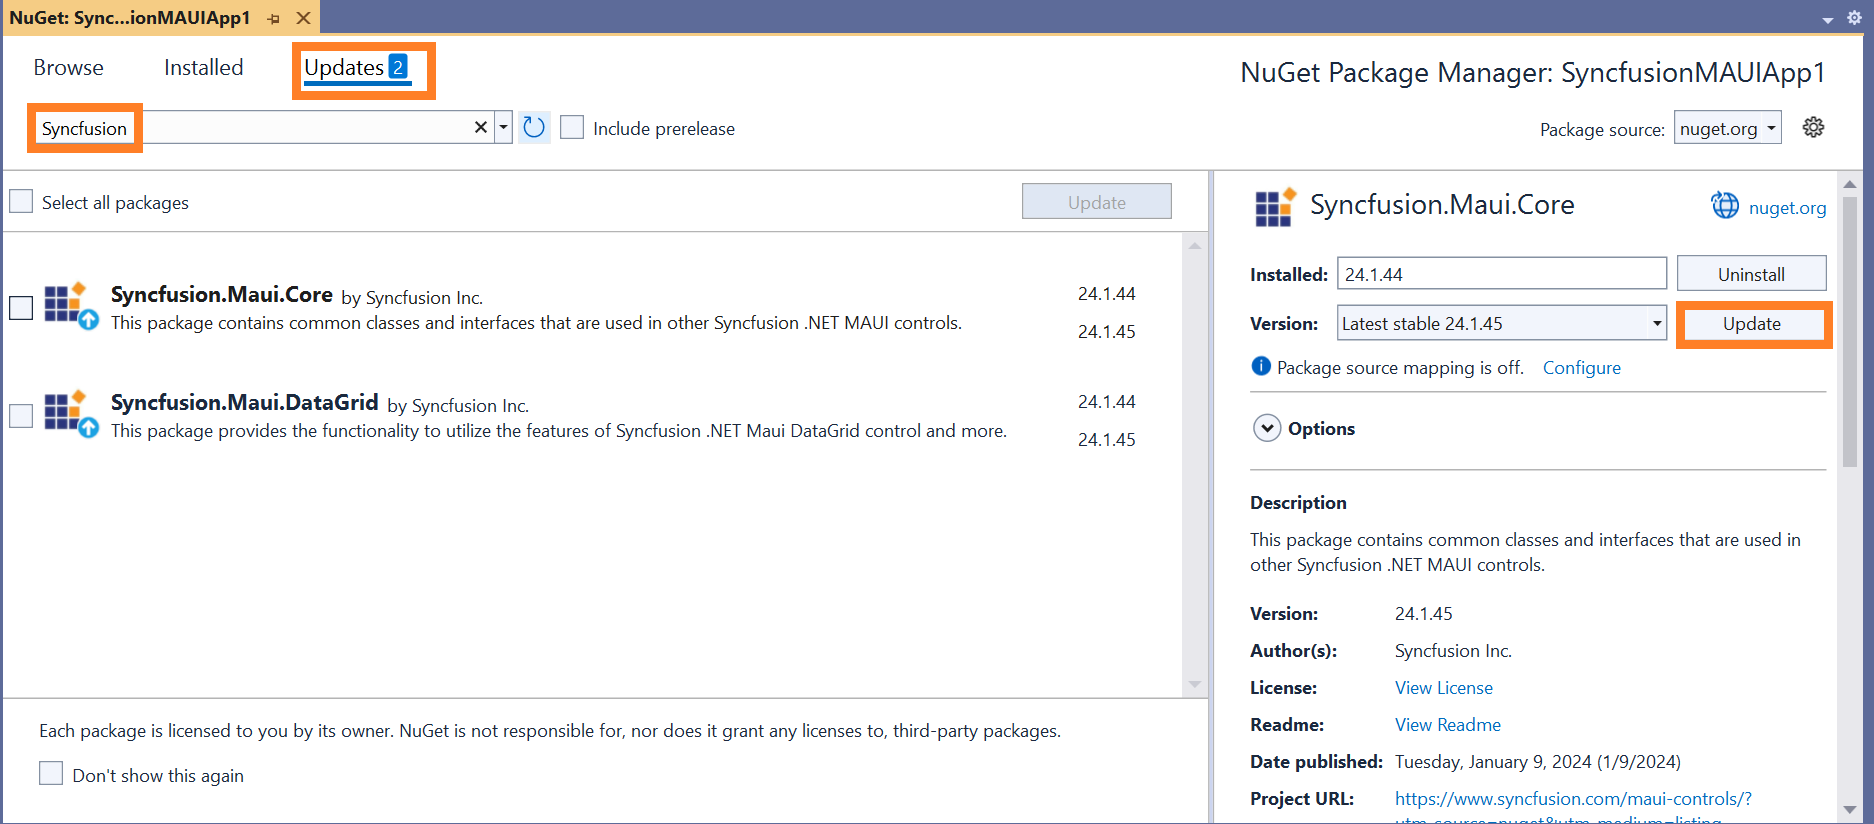 NuGet: Sync...ionMAUIApp1
Browse Installed Updates 2
NuGet Package Manager: SyncfusionMAUIApp1
Syncfusion
Include prerelease
Package source: nuget.org
Select all packages
Update
Syncfusion.Maui.Core by Syncfusion Inc.
24.1.44
This package contains common classes and interfaces that are used in other Syncfusion .NET MAUI controls.
24.1.45
Syncfusion.Maui.DataGrid by Syncfusion Inc.
24.1.44
This package provides the functionality to utilize the features of Syncfusion .NET Maui DataGrid control and more.
24.1.45
Each package is licensed to you by its owner. NuGet is not responsible for, nor does it grant any licenses to, third-party packages.
Don't show this again
Syncfusion.Maui.Core
nuget.org
Installed: 24.1.44 Uninstall
Version: Latest stable 24.1.45 Update
Package source mapping is off. Configure
Options
Description
This package contains common classes and interfaces that are used in
other Syncfusion .NET MAUI controls.
Version: 24.1.45
Author(s): Syncfusion Inc.
License: View License
Readme: View Readme
Date published: Tuesday, January 9, 2024 (1/9/2024)
Project URL: https://www.syncfusion.com/maui-controls/?
utm_source=nuget&utm_medium=listing